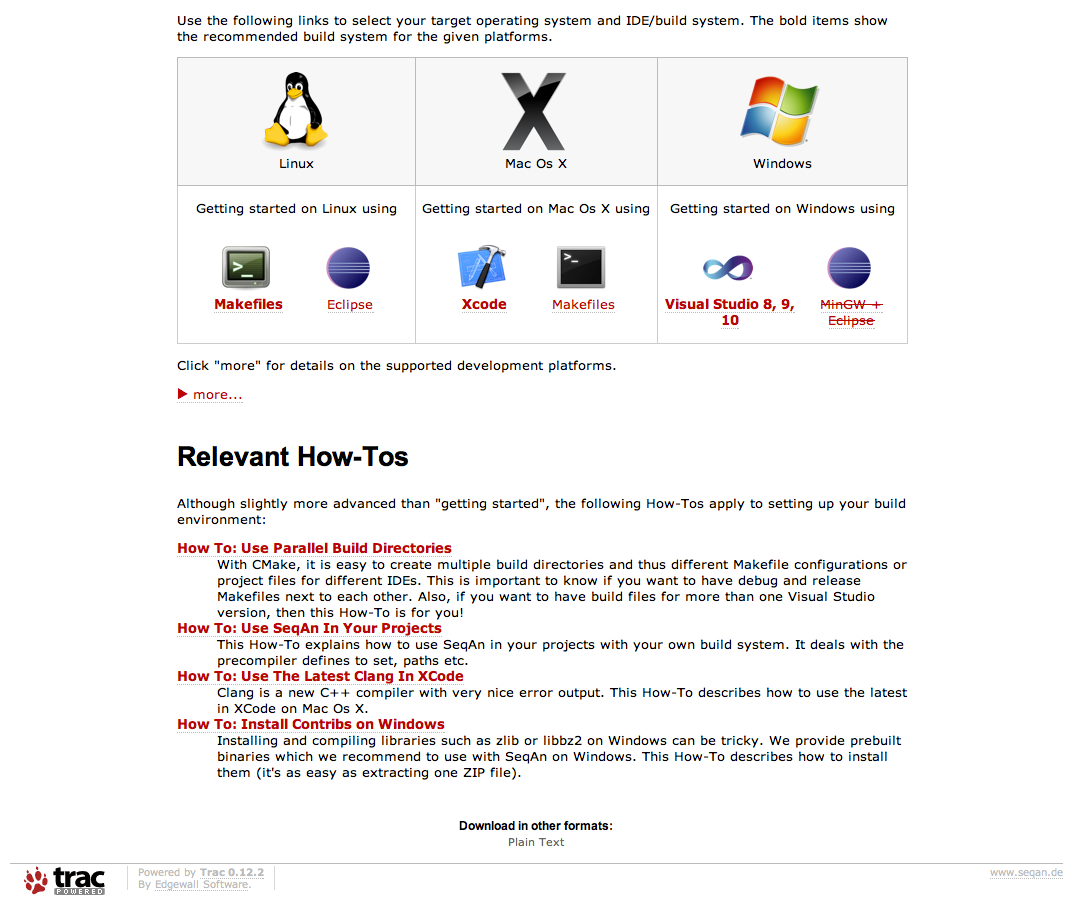 Use the following links to select your target operating system and IDE/build system. The bold items show
the recommended build system for the given platforms.
Linux
Mac Os X
Windows
Getting started on Linux using
Getting started on Mac Os X using
Getting started on Windows using
>_
>_
Makefiles
Eclipse
Xcode
Makefiles
Visual Studio 8, 9,
10
MinGW +
Eclipse
Click "more" for details on the supported development platforms.
more...
Relevant How-Tos
Although slightly more advanced than "getting started", the following How-Tos apply to setting up your build
environment:
How To: Use Parallel Build Directories
With CMake, it is easy to create multiple build directories and thus different Makefile configurations or
project files for different IDEs. This is important to know if you want to have debug and release
Makefiles next to each other. Also, if you want to have build files for more than one Visual Studio
version, then this How-To is for you!
How To: Use SeqAn In Your Projects
This How-To explains how to use SeqAn in your projects with your own build system. It deals with the
precompiler defines to set, paths etc.
How To: Use The Latest Clang In XCode
Clang is a new C++ compiler with very nice error output. This How-To describes how to use the latest
in XCode on Mac Os X.
How To: Install Contribs on Windows
Installing and compiling libraries such as zlib or libbz2 on Windows can be tricky. We provide prebuilt
binaries which we recommend to use with SeqAn on Windows. This How-To describes how to install
them (it's as easy as extracting one ZIP file).
Download in other formats:
Plain Text
trac
POWERED
Powered by Trac 0.12.2
By Edgewall Software.
www.seqan.de